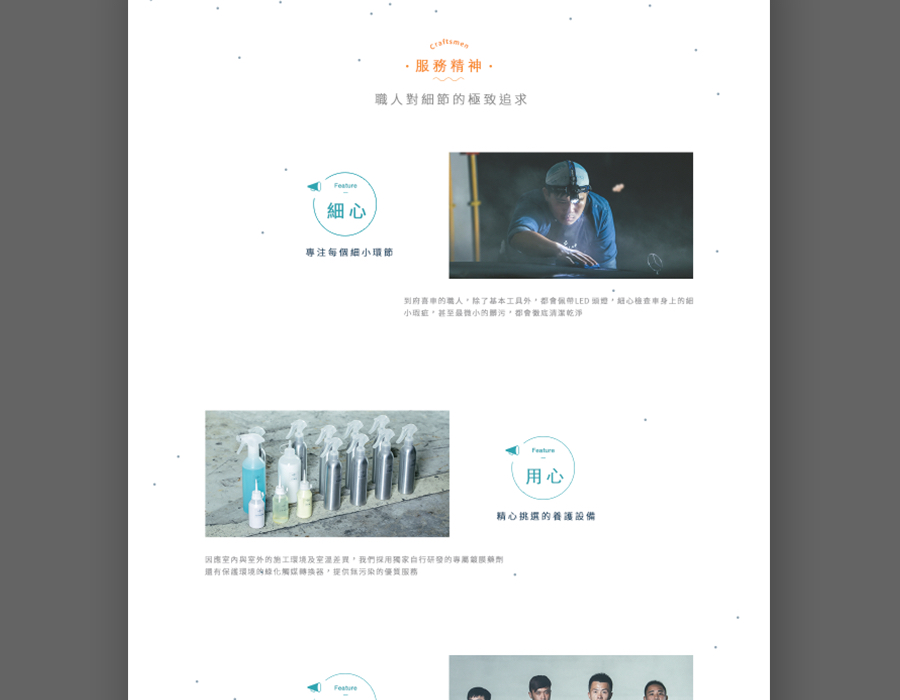 Craftsmen
·服務精神·
職人對細節的極致追求
Feature
細心
專注每個細小環節
到府喜車的職人，除了基本工具外，都會佩帶LED 頭燈，細心檢查車身上的細
小瑕疵，甚至最微小的髒污，都會徹底清潔乾淨
Feature
用心
精心挑選的養護設備
因應室內與室外的施工環境及室溫差異，我們採用獨家自行研發的專屬鍍膜藥劑
還有保護環境的綠化觸媒轉換器，提供無污染的優質服務
Feature